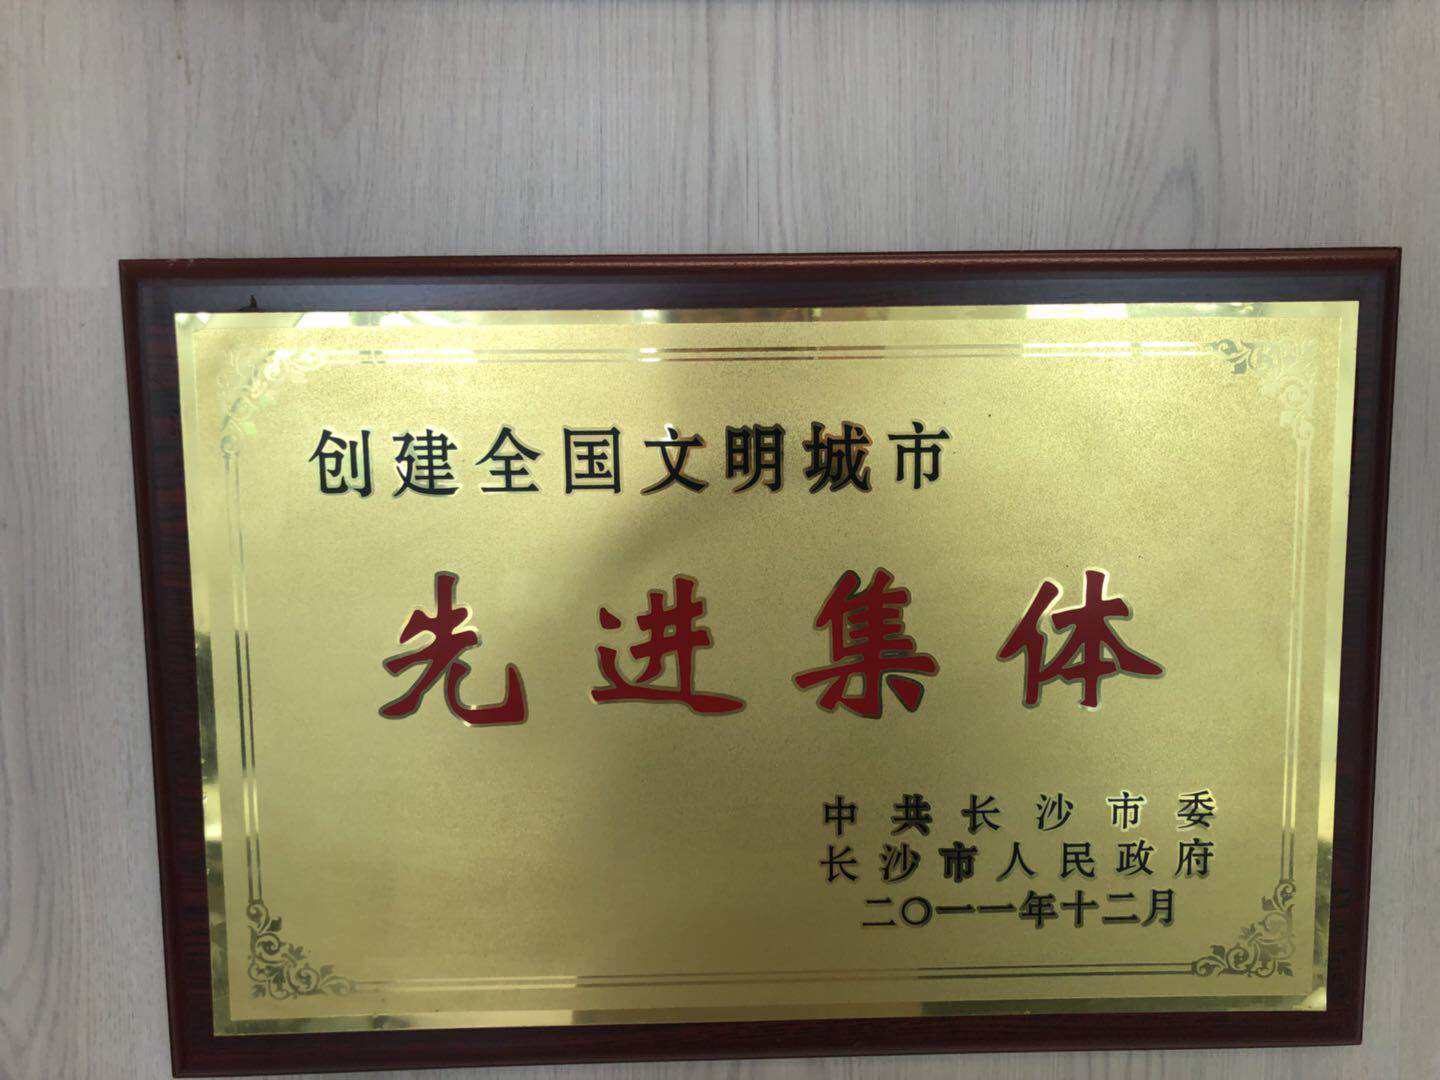 创建全国文明城市
先进集体
中共长沙市委
长沙市人民政府
二〇一一年十二月